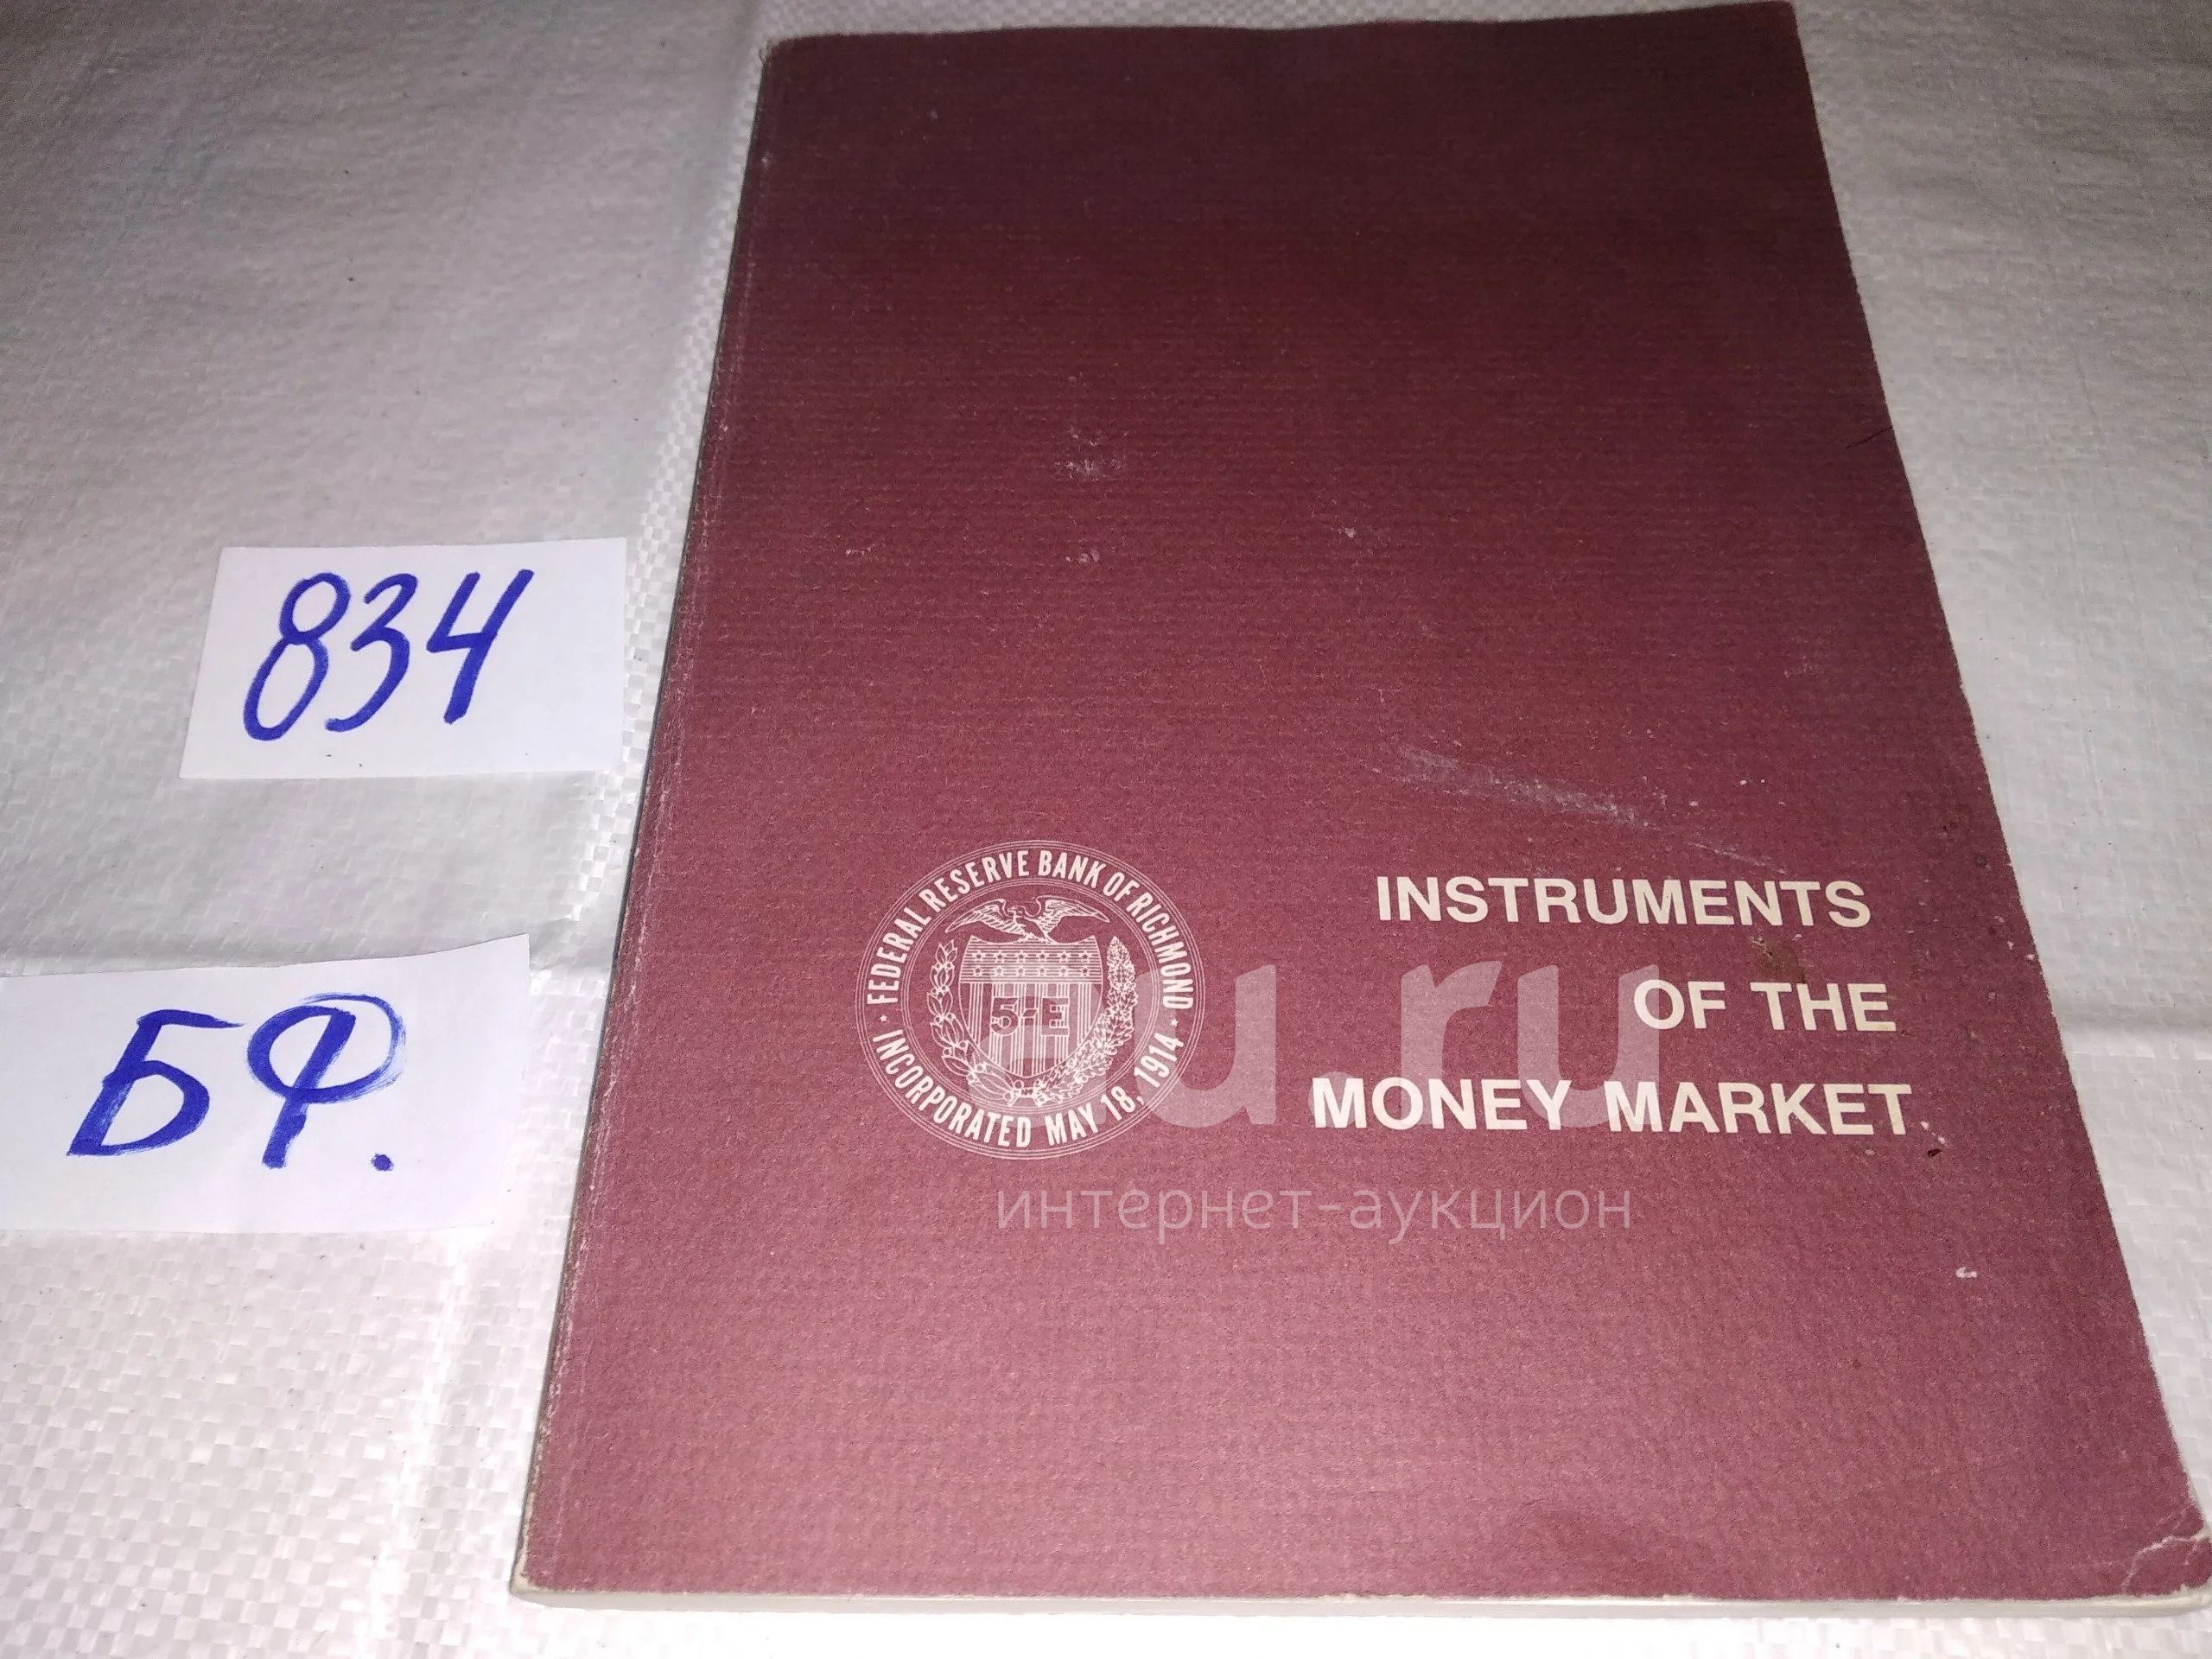 834
БФ.
FEDERAL RESERVE BANK OF RICHMOND
5-E
INCORPORATED MAY 18, 1914
INSTRUMENTS
OF THE
MONEY MARKET
au.ru
интернет-аукцион